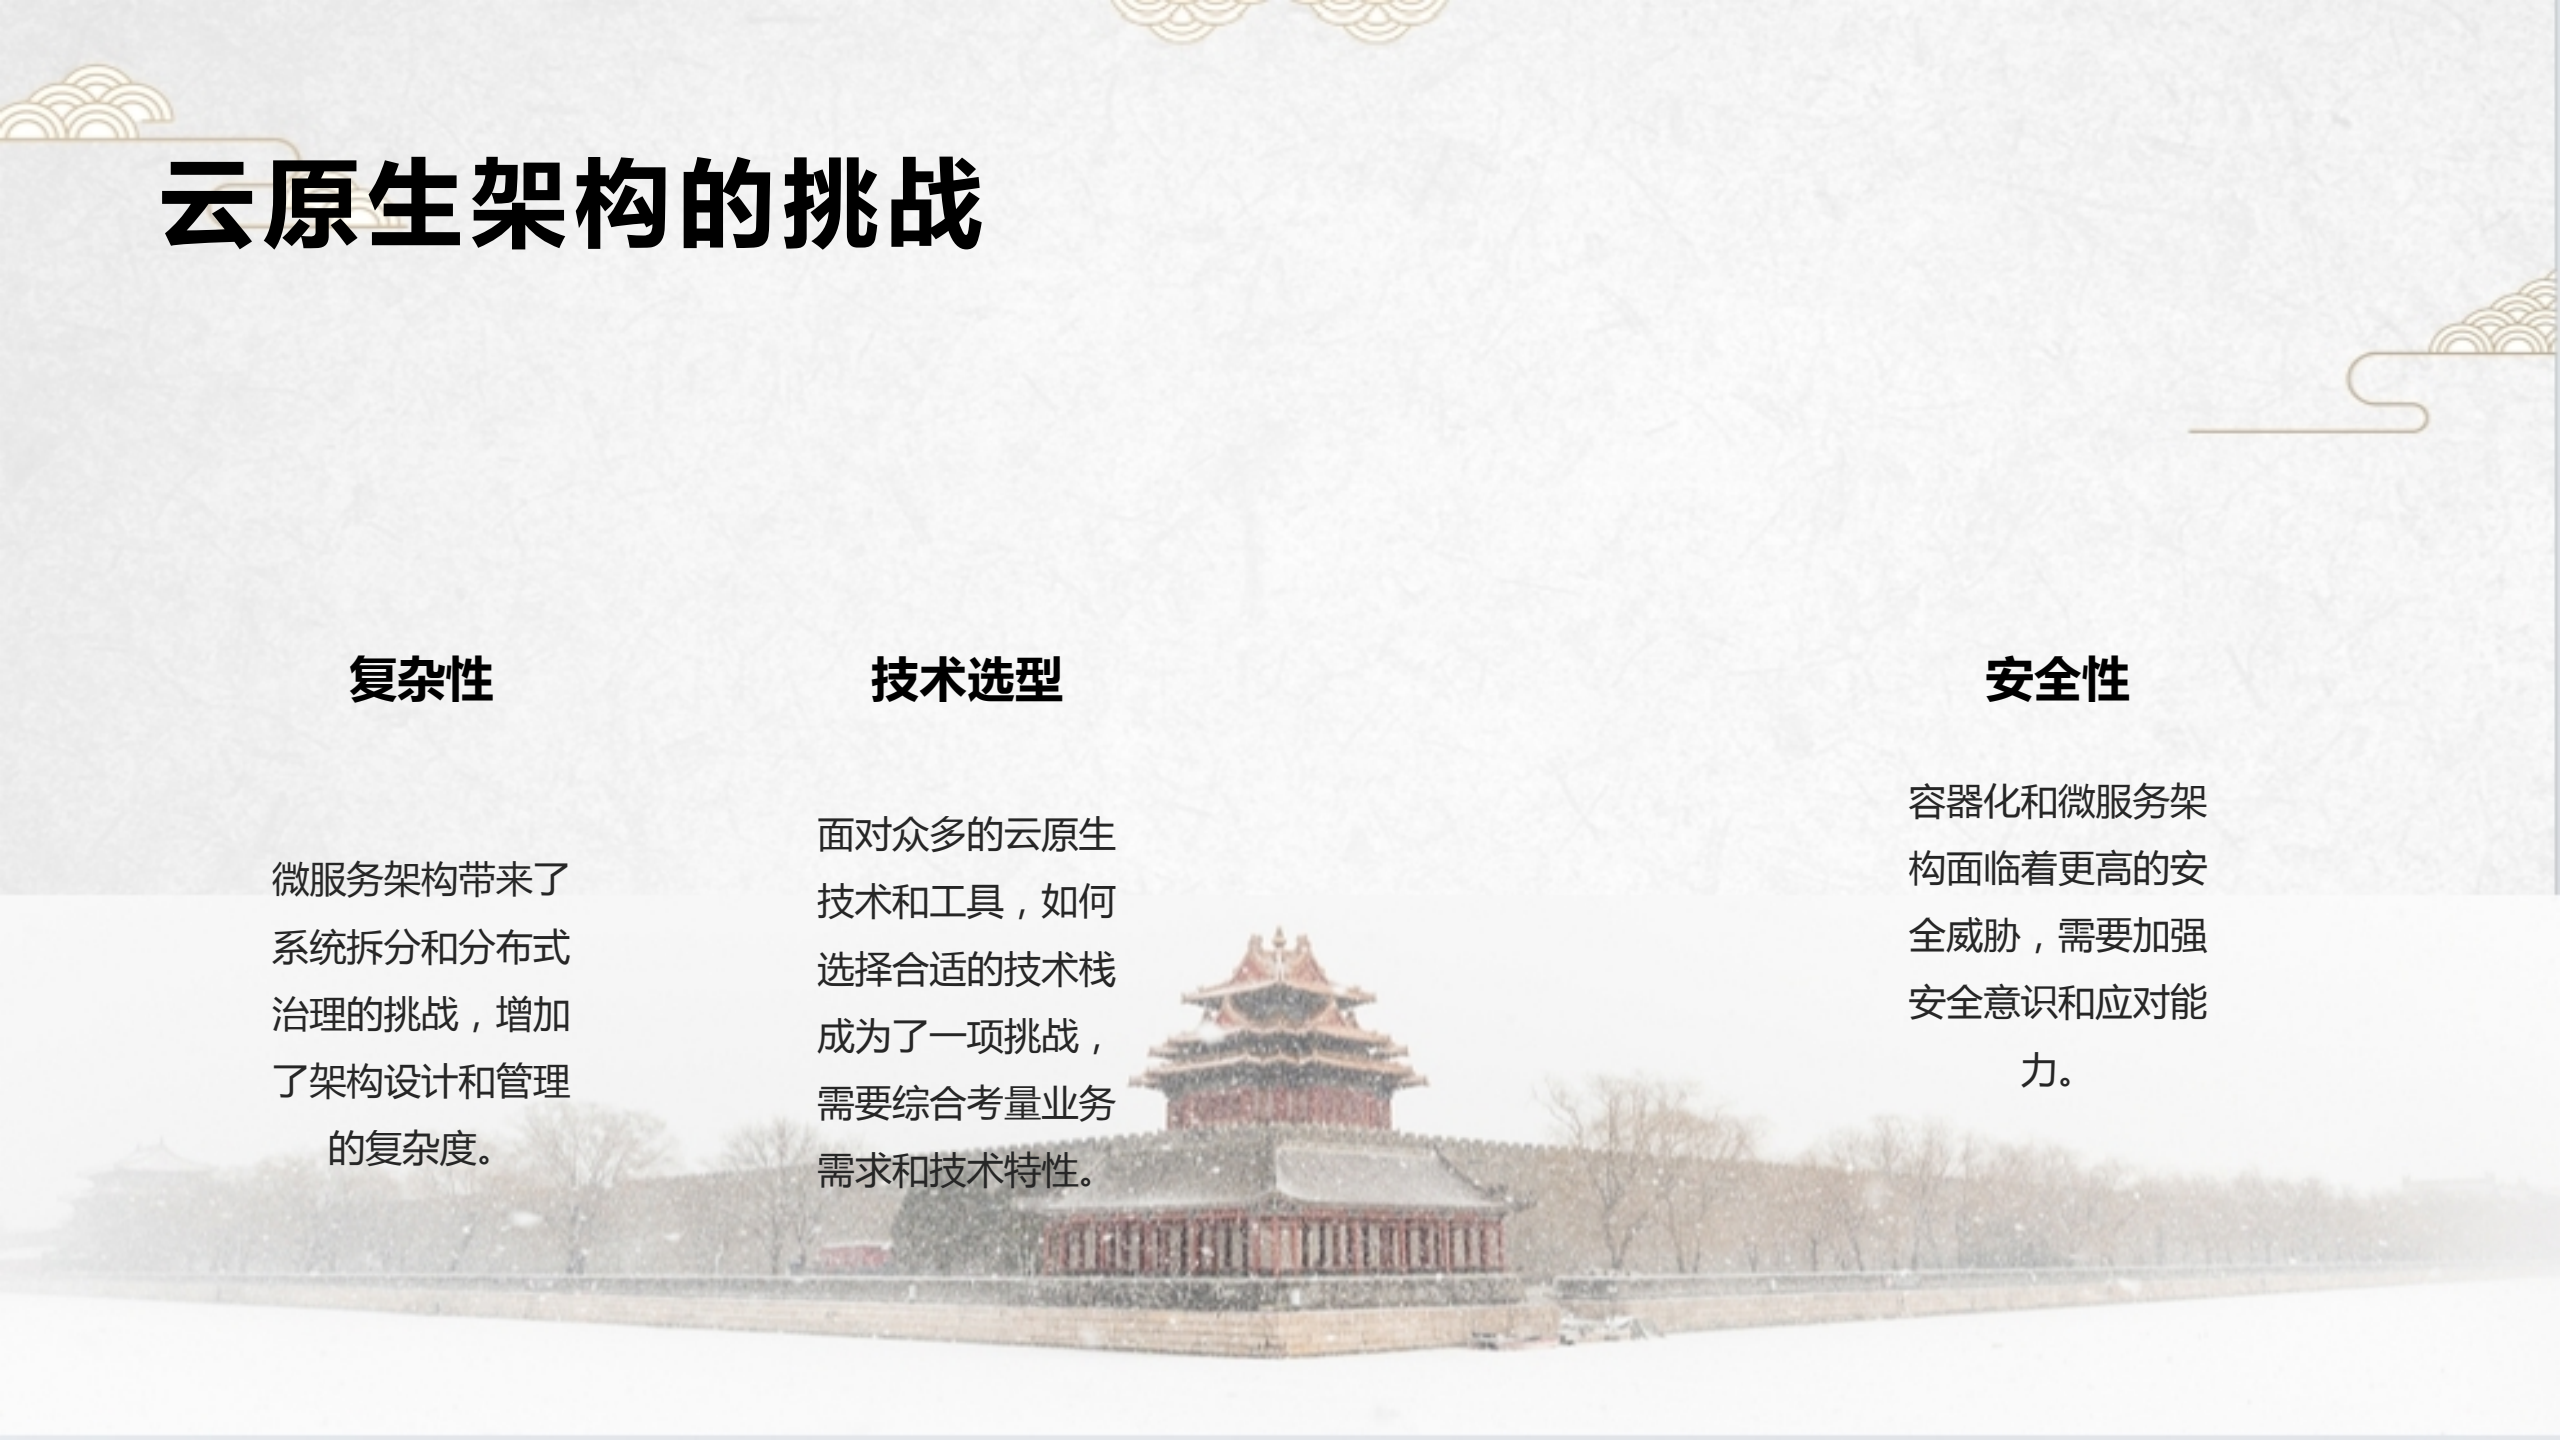 云原生架构的挑战
复杂性
微服务架构带来了
系统拆分和分布式
治理的挑战，增加
了架构设计和管理
的复杂度。
技术选型
面对众多的云原生
技术和工具，如何
选择合适的技术栈
成为了一项挑战，
需要综合考量业务
需求和技术特性。
安全性
容器化和微服务架
构面临着更高的安
全威胁，需要加强
安全意识和应对能
力。